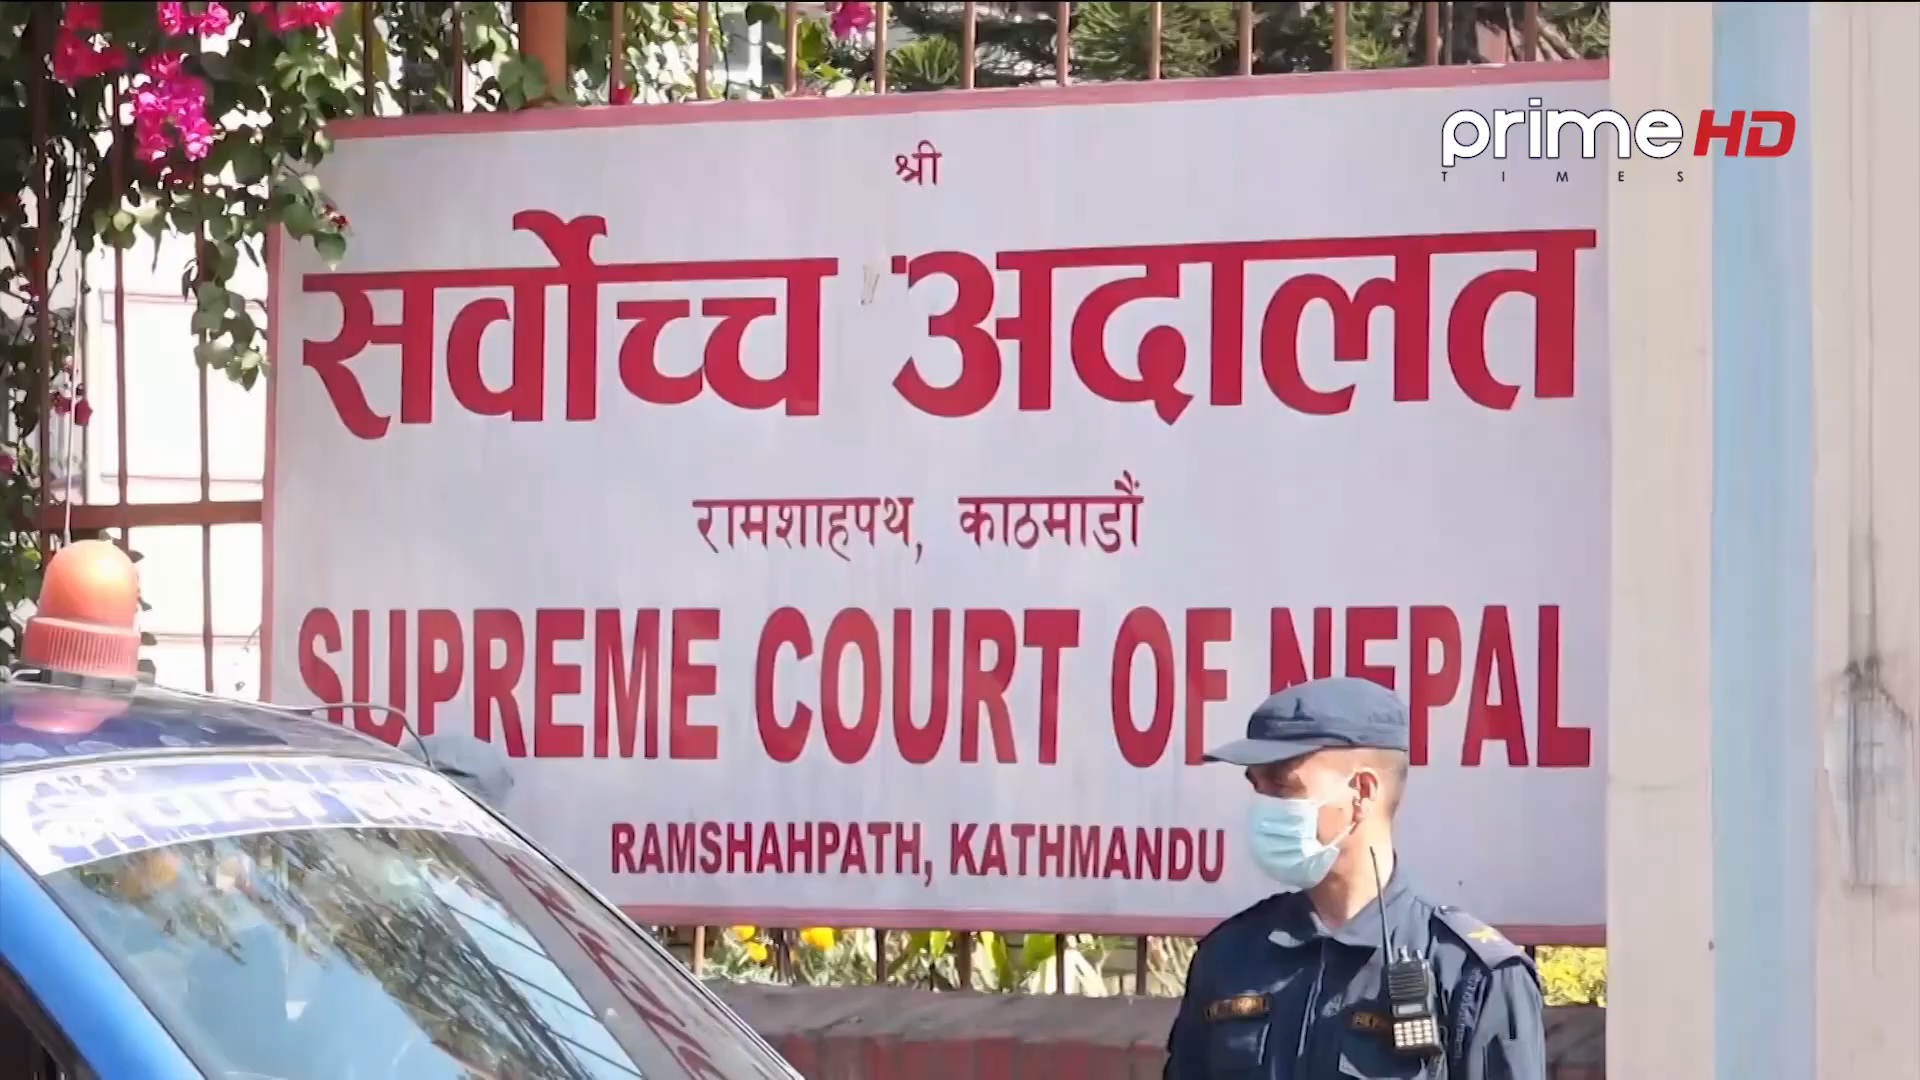 prime HD
TIMES
श्री
सर्वोच्च अदालत
रामशाहपथ, काठमाडौं
SUPREME COURT OF NEPAL
RAMSHAHPATH, KATHMANDU